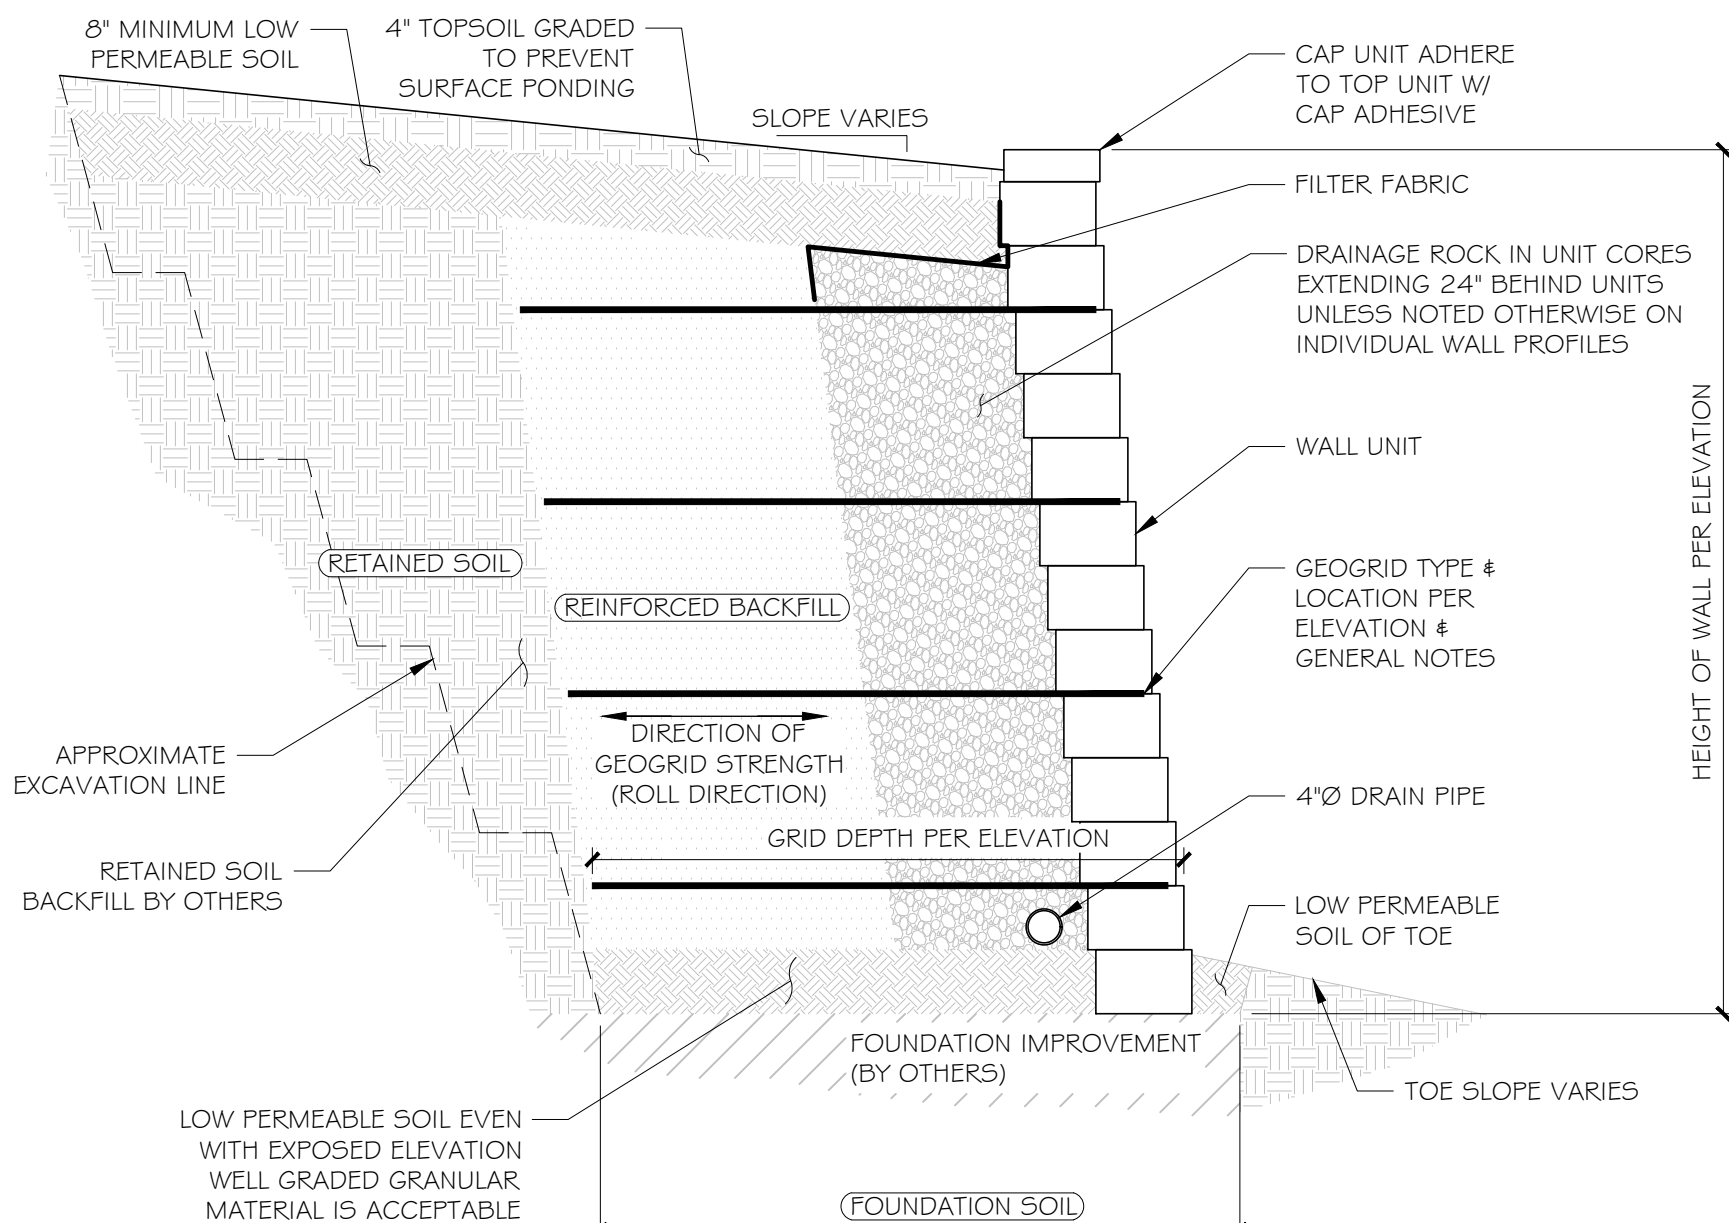 8" MINIMUM LOW
PERMEABLE SOIL
4" TOPSOIL GRADED
TO PREVENT
SURFACE PONDING
SLOPE VARIES
CAP UNIT ADHERE
TO TOP UNIT W/
CAP ADHESIVE
FILTER FABRIC
DRAINAGE ROCK IN UNIT CORES
EXTENDING 24" BEHIND UNITS
UNLESS NOTED OTHERWISE ON
INDIVIDUAL WALL PROFILES
WALL UNIT
HEIGHT OF WALL PER ELEVATION
RETAINED SOIL
REINFORCED BACKFILL
GEOGRID TYPE &
LOCATION PER
ELEVATION &
GENERAL NOTES
DIRECTION OF
GEOGRID STRENGTH
(ROLL DIRECTION)
APPROXIMATE
EXCAVATION LINE
4"Ø DRAIN PIPE
GRID DEPTH PER ELEVATION
RETAINED SOIL
BACKFILL BY OTHERS
LOW PERMEABLE
SOIL OF TOE
FOUNDATION IMPROVEMENT
(BY OTHERS)
TOE SLOPE VARIES
LOW PERMEABLE SOIL EVEN
WITH EXPOSED ELEVATION
WELL GRADED GRANULAR
MATERIAL IS ACCEPTABLE
FOUNDATION SOIL